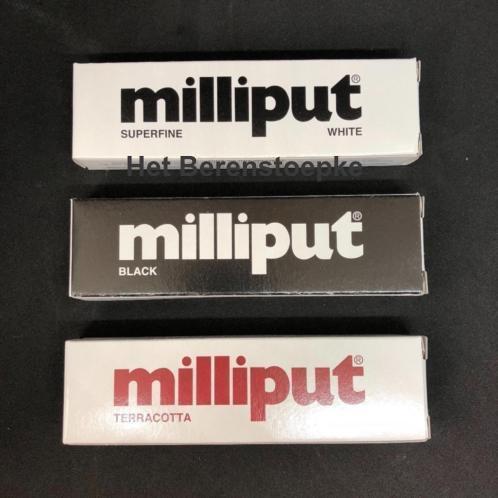 milliput®
SUPERFINE WHITE
Het Berenstoepke
milliput®
BLACK
milliput®
TERRACOTTA